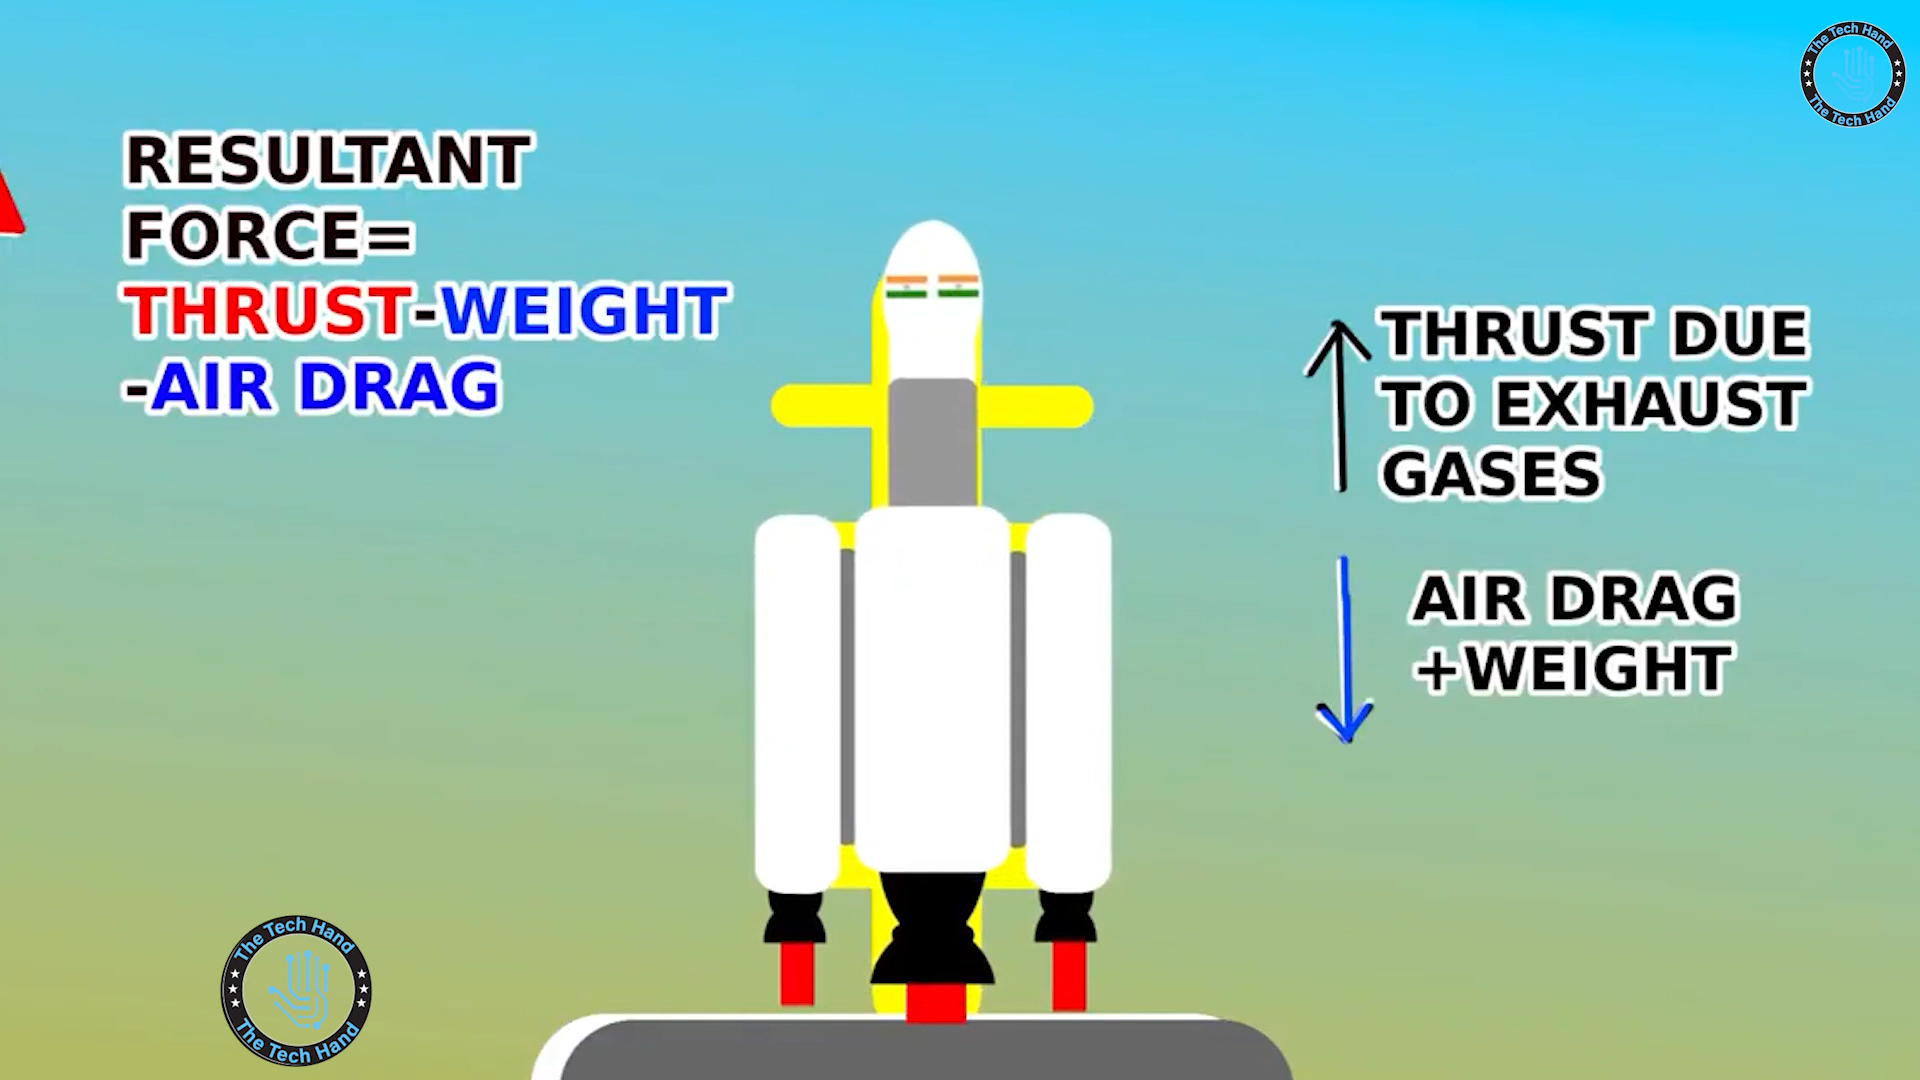 The Tech Hand
The Tech Hand
RESULTANT
FORCE=
THRUST-WEIGHT
-AIR DRAG
THRUST DUE
TO EXHAUST
GASES
AIR DRAG
+WEIGHT
The Tech Hand
The Tech Hand